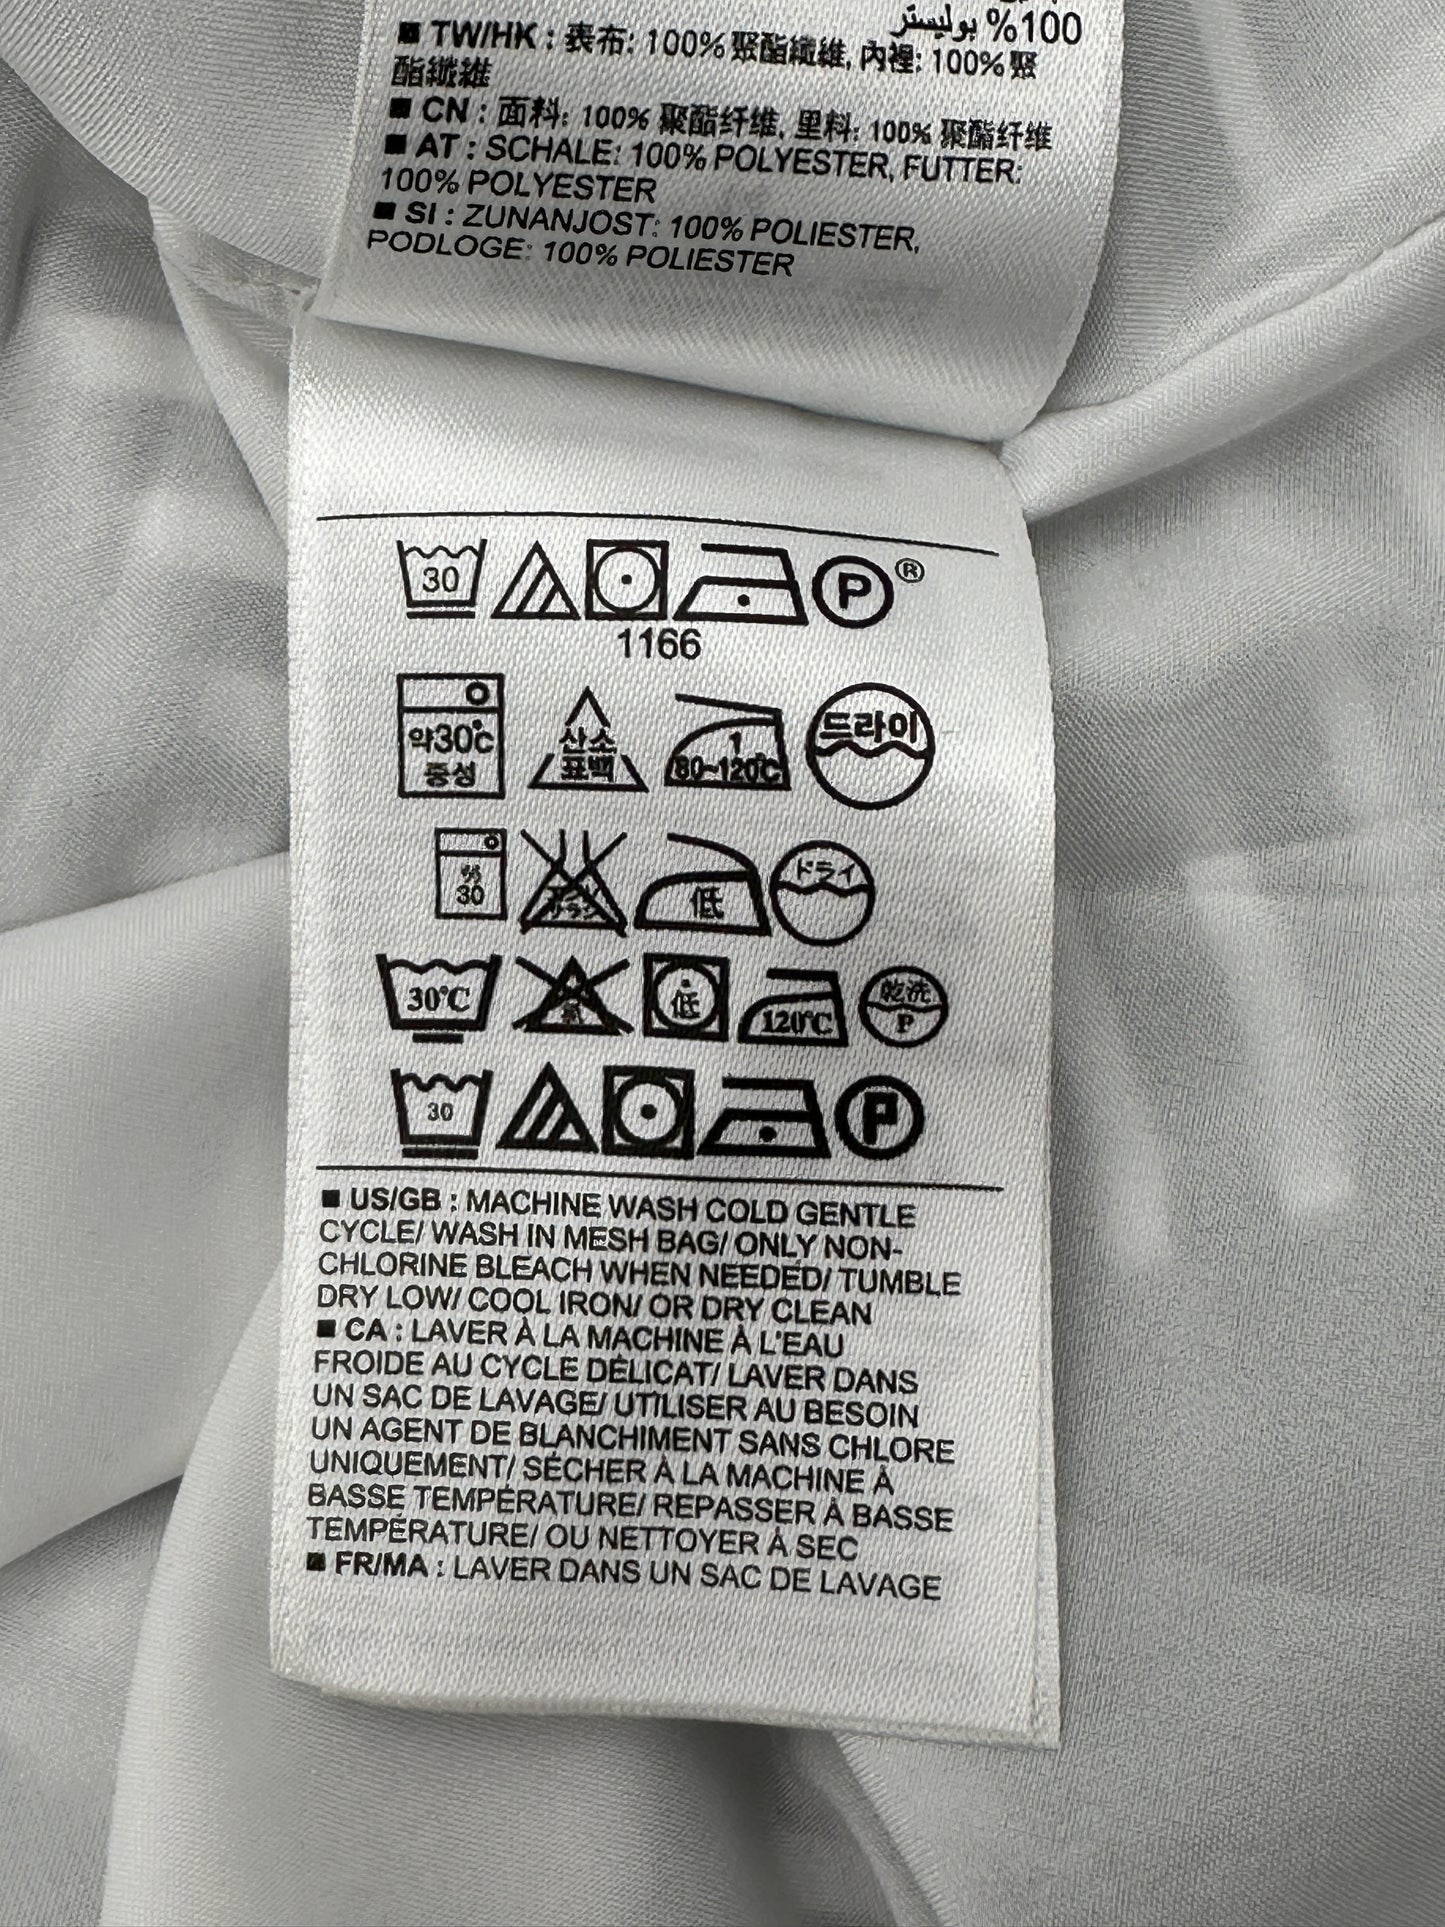 %100 بوليستر
■ TW/HK : 表布: 100% 聚酯纖維, 內裡: 100% 聚
酯纖維
■ CN : 面料: 100% 聚酯纤维, 里料: 100% 聚酯纤维
■ AT : SCHALE: 100% POLYESTER, FUTTER:
100% POLYESTER
■ SI : ZUNANJOST: 100% POLIESTER,
PODLOGE: 100% POLIESTER
30 P®
1166
약30℃ 중성 산소 표백 1 80~120℃ 드라이
30 低 ドライ
30℃ 氯 低 120℃ 乾洗 P
30 P
■ US/GB : MACHINE WASH COLD GENTLE
CYCLE/ WASH IN MESH BAG/ ONLY NON-
CHLORINE BLEACH WHEN NEEDED/ TUMBLE
DRY LOW/ COOL IRON/ OR DRY CLEAN
■ CA : LAVER À LA MACHINE À L'EAU
FROIDE AU CYCLE DÉLICAT/ LAVER DANS
UN SAC DE LAVAGE/ UTILISER AU BESOIN
UN AGENT DE BLANCHIMENT SANS CHLORE
UNIQUEMENT/ SÉCHER À LA MACHINE À
BASSE TEMPÉRATURE/ REPASSER À BASSE
TEMPÉRATURE/ OU NETTOYER À SEC
■ FR/MA : LAVER DANS UN SAC DE LAVAGE